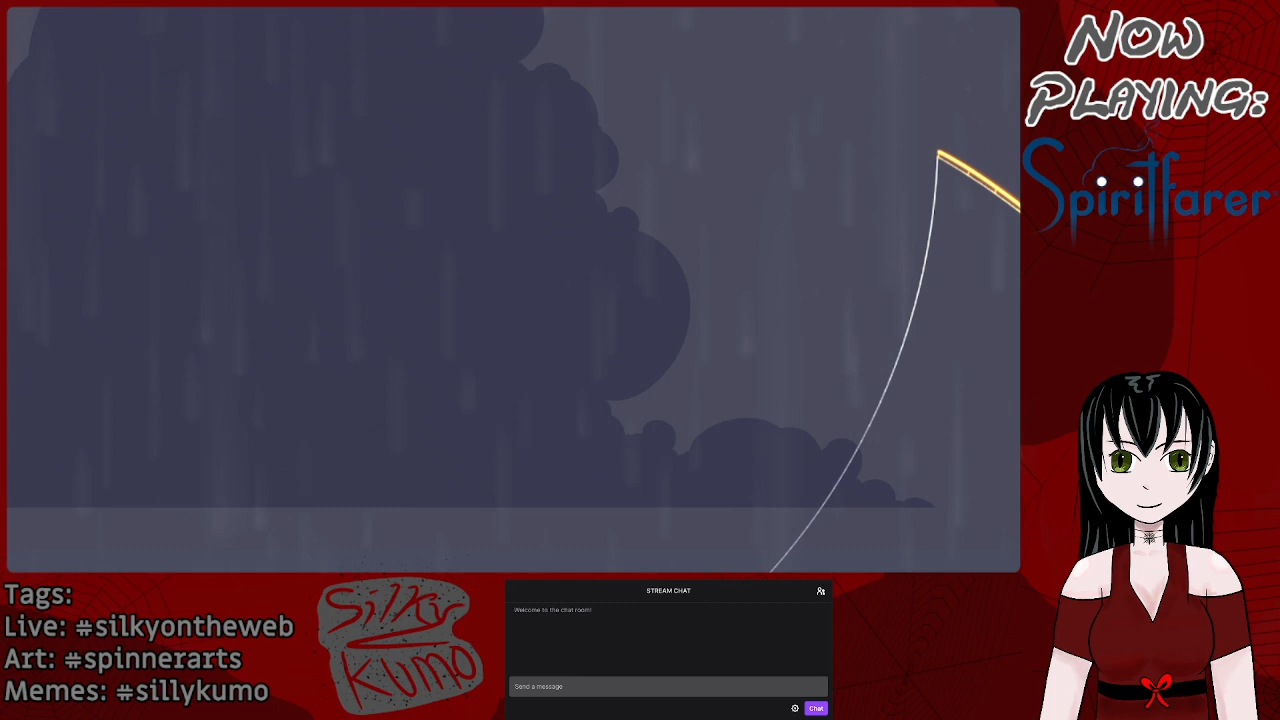 Now
Playing:
Spiritfarer
STREAM CHAT
Welcome to the chat room!
Send a message
Chat
Tags:
Live: #silkyontheweb
Art: #spinnerarts
Memes: #sillykumo
Silky
Kumo